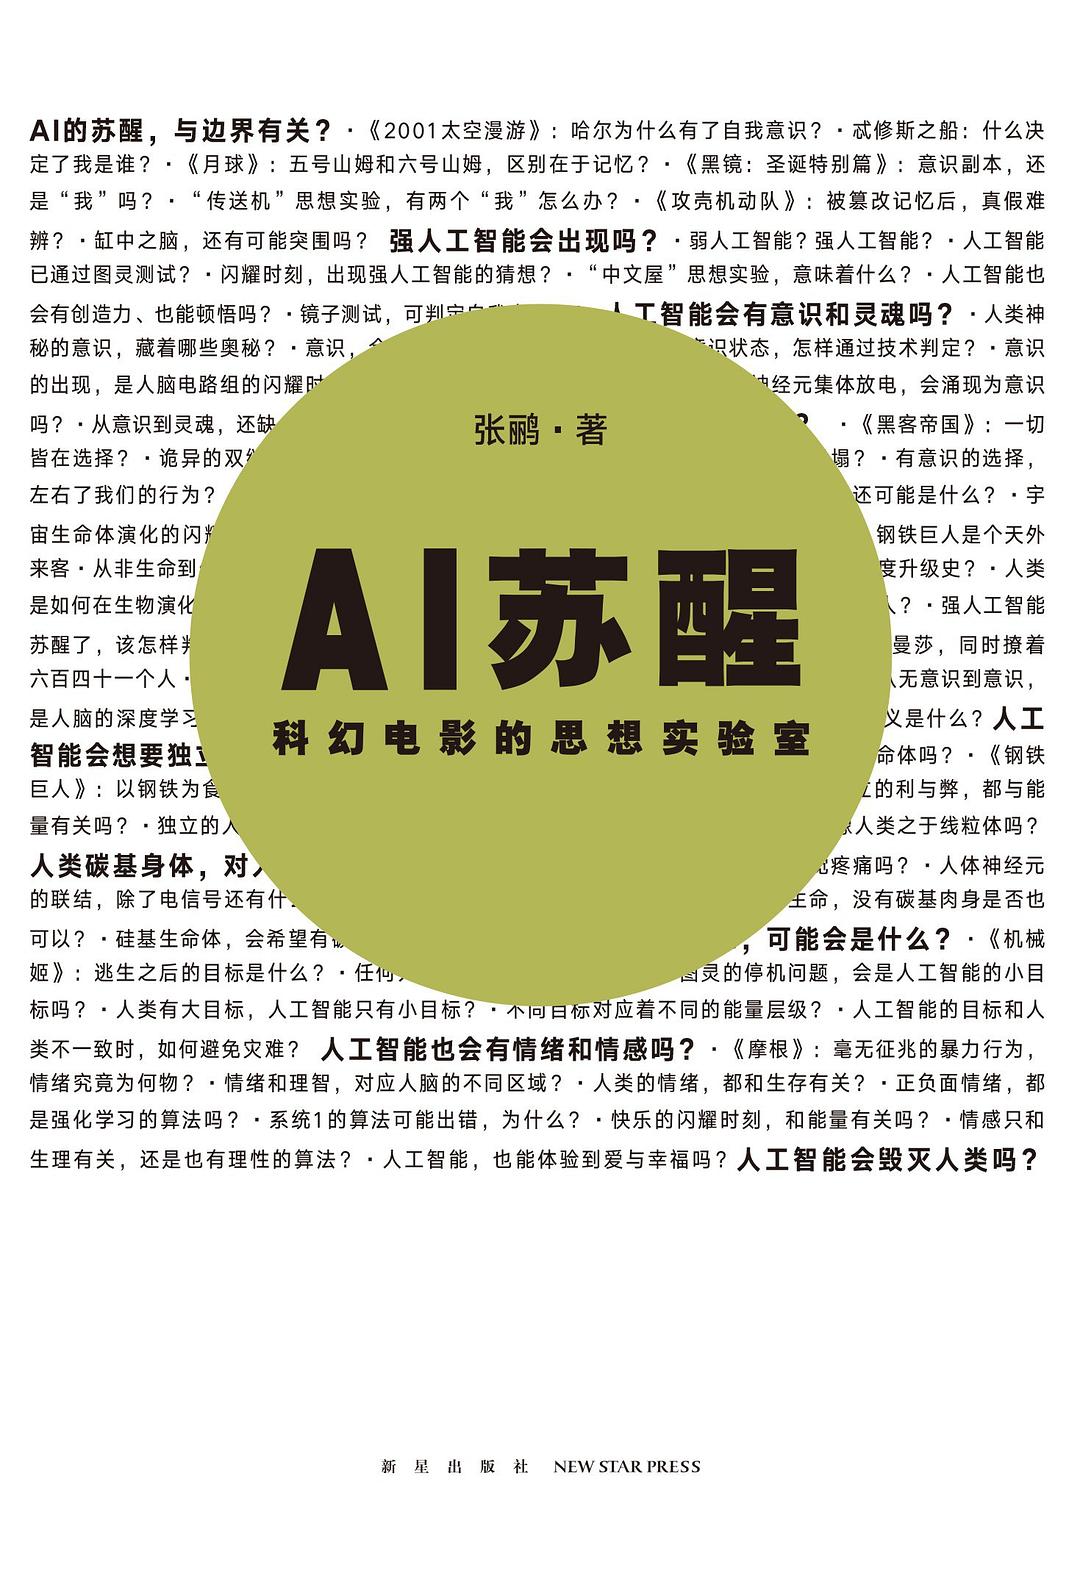 AI的苏醒，与边界有关？·《2001太空漫游》：哈尔为什么有了自我意识？·忒修斯之船：什么决
定了我是谁？·《月球》：五号山姆和六号山姆，区别在于记忆？·《黑镜：圣诞特别篇》：意识副本，还
是“我”吗？·“传送机”思想实验，有两个“我”怎么办？·《攻壳机动队》：被篡改记忆后，真假难
辨？·缸中之脑，还有可能突围吗？ 强人工智能会出现吗？·弱人工智能？强人工智能？·人工智能
已通过图灵测试？·闪耀时刻，出现强人工智能的猜想？·“中文屋”思想实验，意味着什么？·人工智能也
会有创造力、也能顿悟吗？·镜子测试，可判定 人工智能会有意识和灵魂吗？·人类神
秘的意识，藏着哪些奥秘？·意识， 识状态，怎样通过技术判定？·意识
的出现，是人脑电路组的闪耀时 经元集体放电，会涌现为意识
吗？·从意识到灵魂，还缺 ？ ·《黑客帝国》：一切
皆在选择？·诡异的双 塌？·有意识的选择，
左右了我们的行为？ 还可能是什么？·宇
宙生命体演化的闪 钢铁巨人是个天外
来客·从非生命到 度升级史？·人类
是如何在生物演化 ？·强人工智能
苏醒了，该怎样 曼莎，同时撩着
六百四十一个人· 无意识到意识，
是人脑的深度学习 义是什么？人工
智能会想要独立 命体吗？·《钢铁
巨人》：以钢铁为食 的利与弊，都与能
量有关吗？·独立的人 人类之于线粒体吗？
人类碳基身体，对 疼痛吗？·人体神经元
的联结，除了电信号还有什 生命，没有碳基肉身是否也
可以？·硅基生命体，会希望有 ，可能会是什么？·《机械
姬》：逃生之后的目标是什么？·任何 图灵的停机问题，会是人工智能的小目
标吗？·人类有大目标，人工智能只有小目标？·不同目标对应着不同的能量层级？·人工智能的目标和人
类不一致时，如何避免灾难？ 人工智能也会有情绪和情感吗？·《摩根》：毫无征兆的暴力行为，
情绪究竟为何物？·情绪和理智，对应人脑的不同区域？·人类的情绪，都和生存有关？·正负面情绪，都
是强化学习的算法吗？·系统1的算法可能出错，为什么？·快乐的闪耀时刻，和能量有关吗？·情感只和
生理有关，还是也有理性的算法？·人工智能，也能体验到爱与幸福吗？人工智能会毁灭人类吗？
张鹂·著
AI苏醒
科幻电影的思想实验室
新星出版社 NEW STAR PRESS